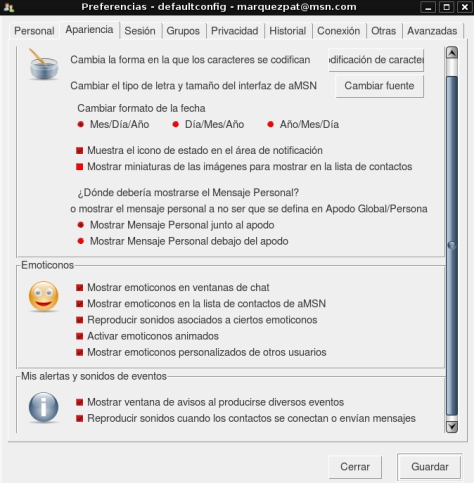 Preferencias - defaultconfig - marquezpat@msn.com
Personal Apariencia Sesión Grupos Privacidad Historial Conexión Otras Avanzadas
Cambia la forma en la que los caracteres se codifican
dificación de caracter
Cambiar el tipo de letra y tamaño del interfaz de aMSN
Cambiar fuente
Cambiar formato de la fecha
Mes/Día/Año Día/Mes/Año Año/Mes/Día
Muestra el icono de estado en el área de notificación
Mostrar miniaturas de las imágenes para mostrar en la lista de contactos
¿Dónde debería mostrarse el Mensaje Personal?
o mostrar el mensaje personal a no ser que se defina en Apodo Global/Persona
Mostrar Mensaje Personal junto al apodo
Mostrar Mensaje Personal debajo del apodo
Emoticonos
Mostrar emoticonos en ventanas de chat
Mostrar emoticonos en la lista de contactos de aMSN
Reproducir sonidos asociados a ciertos emoticonos
Activar emoticonos animados
Mostrar emoticonos personalizados de otros usuarios
Mis alertas y sonidos de eventos
Mostrar ventana de avisos al producirse diversos eventos
Reproducir sonidos cuando los contactos se conectan o envían mensajes
Cerrar Guardar